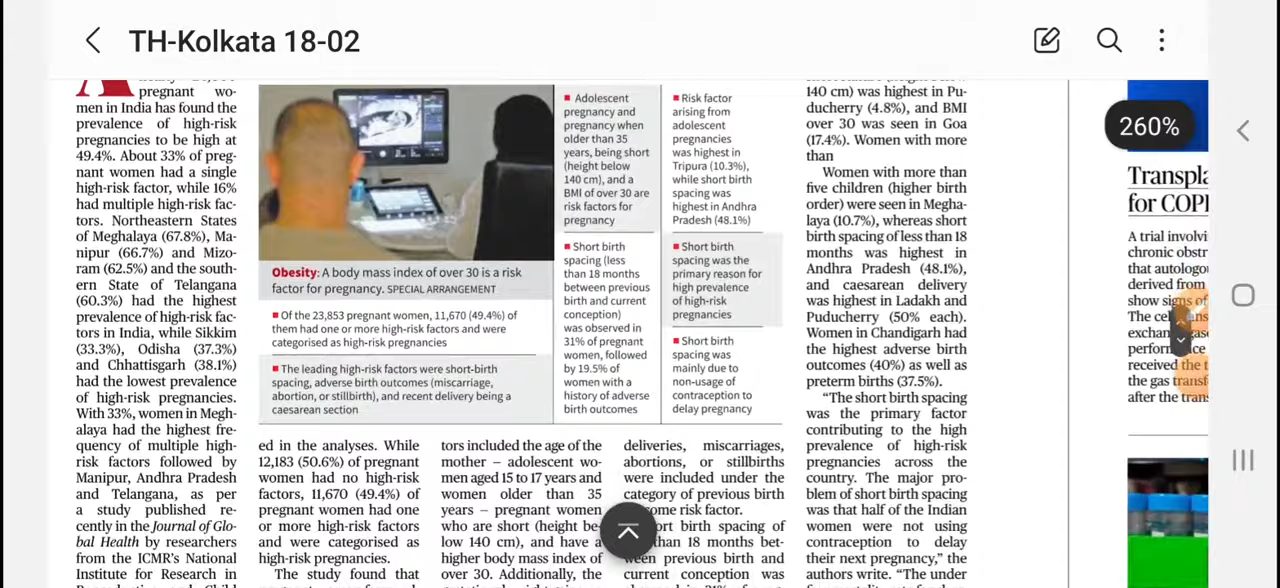 TH-Kolkata 18-02
260%
pregnant wo-
men in India has found the
prevalence of high-risk
pregnancies to be high at
49.4%. About 33% of preg-
nant women had a single
high-risk factor, while 16%
had multiple high-risk fac-
tors. Northeastern States
of Meghalaya (67.8%), Ma-
nipur (66.7%) and Mizo-
ram (62.5%) and the south-
ern State of Telangana
(60.3%) had the highest
prevalence of high-risk fac-
tors in India, while Sikkim
(33.3%), Odisha (37.3%)
and Chhattisgarh (38.1%)
had the lowest prevalence
of high-risk pregnancies.
With 33%, women in Megh-
alaya had the highest fre-
quency of multiple high-
risk factors followed by
Manipur, Andhra Pradesh
and Telangana, as per
a study published re-
cently in the Journal of Glo-
bal Health by researchers
from the ICMR's National
Institute for Research in
Obesity: A body mass index of over 30 is a risk
factor for pregnancy. SPECIAL ARRANGEMENT
Of the 23,853 pregnant women, 11,670 (49.4%) of
them had one or more high-risk factors and were
categorised as high-risk pregnancies
The leading high-risk factors were short-birth
spacing, adverse birth outcomes (miscarriage,
abortion, or stillbirth), and recent delivery being a
caesarean section
Adolescent
pregnancy and
pregnancy when
older than 35
years, being short
(height below
140 cm), and a
BMI of over 30 are
risk factors for
pregnancy
Short birth
spacing (less
than 18 months
between previous
birth and current
conception)
was observed in
31% of pregnant
women, followed
by 19.5% of
women with a
history of adverse
birth outcomes
Risk factor
arising from
adolescent
pregnancies
was highest in
Tripura (10.3%),
while short birth
spacing was
highest in Andhra
Pradesh (48.1%)
Short birth
spacing was the
primary reason for
high prevalence
of high-risk
pregnancies
Short birth
spacing was
mainly due to
non-usage of
contraception to
delay pregnancy
ed in the analyses. While
12,183 (50.6%) of pregnant
women had no high-risk
factors, 11,670 (49.4%) of
pregnant women had one
or more high-risk factors
and were categorised as
high-risk pregnancies.
The study found that
tors included the age of the
mother – adolescent wo-
men aged 15 to 17 years and
women older than 35
years – pregnant women
who are short (height be-
low 140 cm), and have a
higher body mass index of
over 30. Additionally, the
deliveries, miscarriages,
abortions, or stillbirths
were included under the
category of previous birth
ome risk factor.
ort birth spacing of
than 18 months bet-
ween previous birth and
current conception was
140 cm) was highest in Pu-
ducherry (4.8%), and BMI
over 30 was seen in Goa
(17.4%). Women with more
than
Women with more than
five children (higher birth
order) were seen in Megha-
laya (10.7%), whereas short
birth spacing of less than 18
months was highest in
Andhra Pradesh (48.1%),
and caesarean delivery
was highest in Ladakh and
Puducherry (50% each).
Women in Chandigarh had
the highest adverse birth
outcomes (40%) as well as
preterm births (37.5%).
“The short birth spacing
was the primary factor
contributing to the high
prevalence of high-risk
pregnancies across the
country. The major pro-
blem of short birth spacing
was that half of the Indian
women were not using
contraception to delay
their next pregnancy,” the
authors write. “The under
Transpla
for COPI
A trial involvi
chronic obstr
that autologo
derived from
show signs of
The cel ans
exchan gas
perform ce
received the t
the gas transf
after the tran